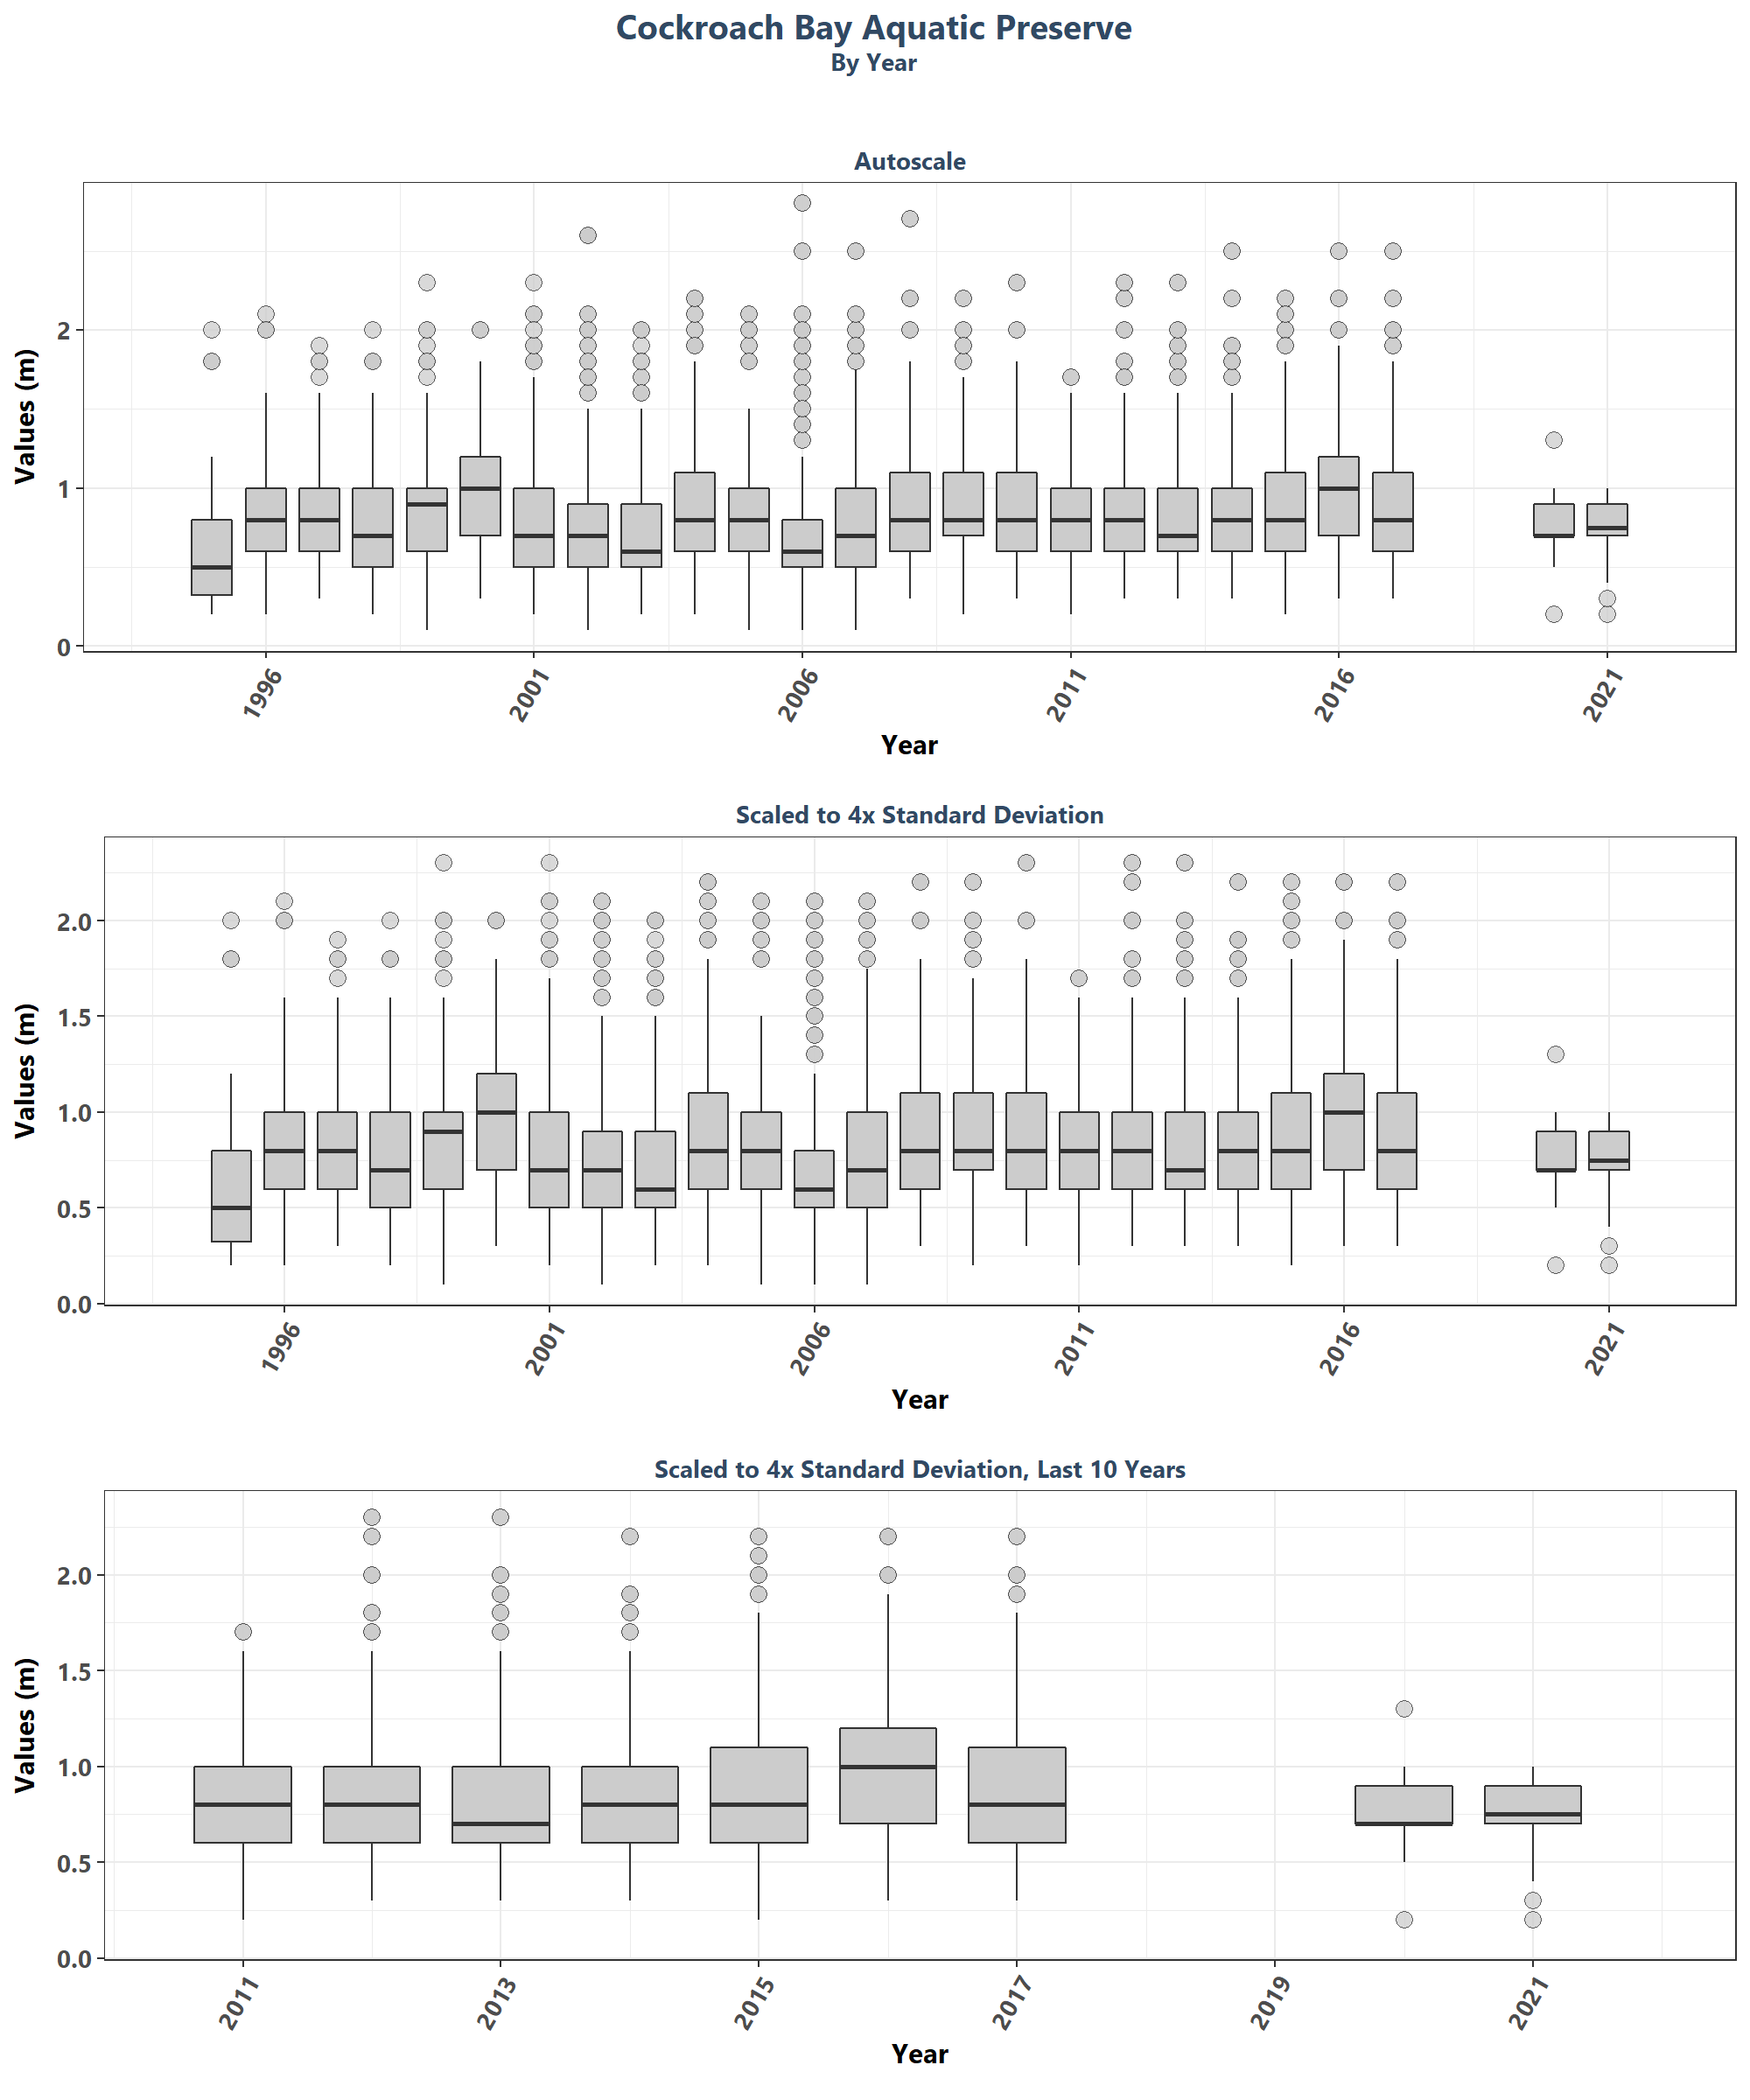 Cockroach Bay Aquatic Preserve
By Year
Autoscale
Values (m)
2
1
0
1996 2001 2006 2011 2016 2021
Year
Scaled to 4x Standard Deviation
Values (m)
2.0
1.5
1.0
0.5
0.0
1996 2001 2006 2011 2016 2021
Year
Scaled to 4x Standard Deviation, Last 10 Years
Values (m)
2.0
1.5
1.0
0.5
0.0
2011 2013 2015 2017 2019 2021
Year